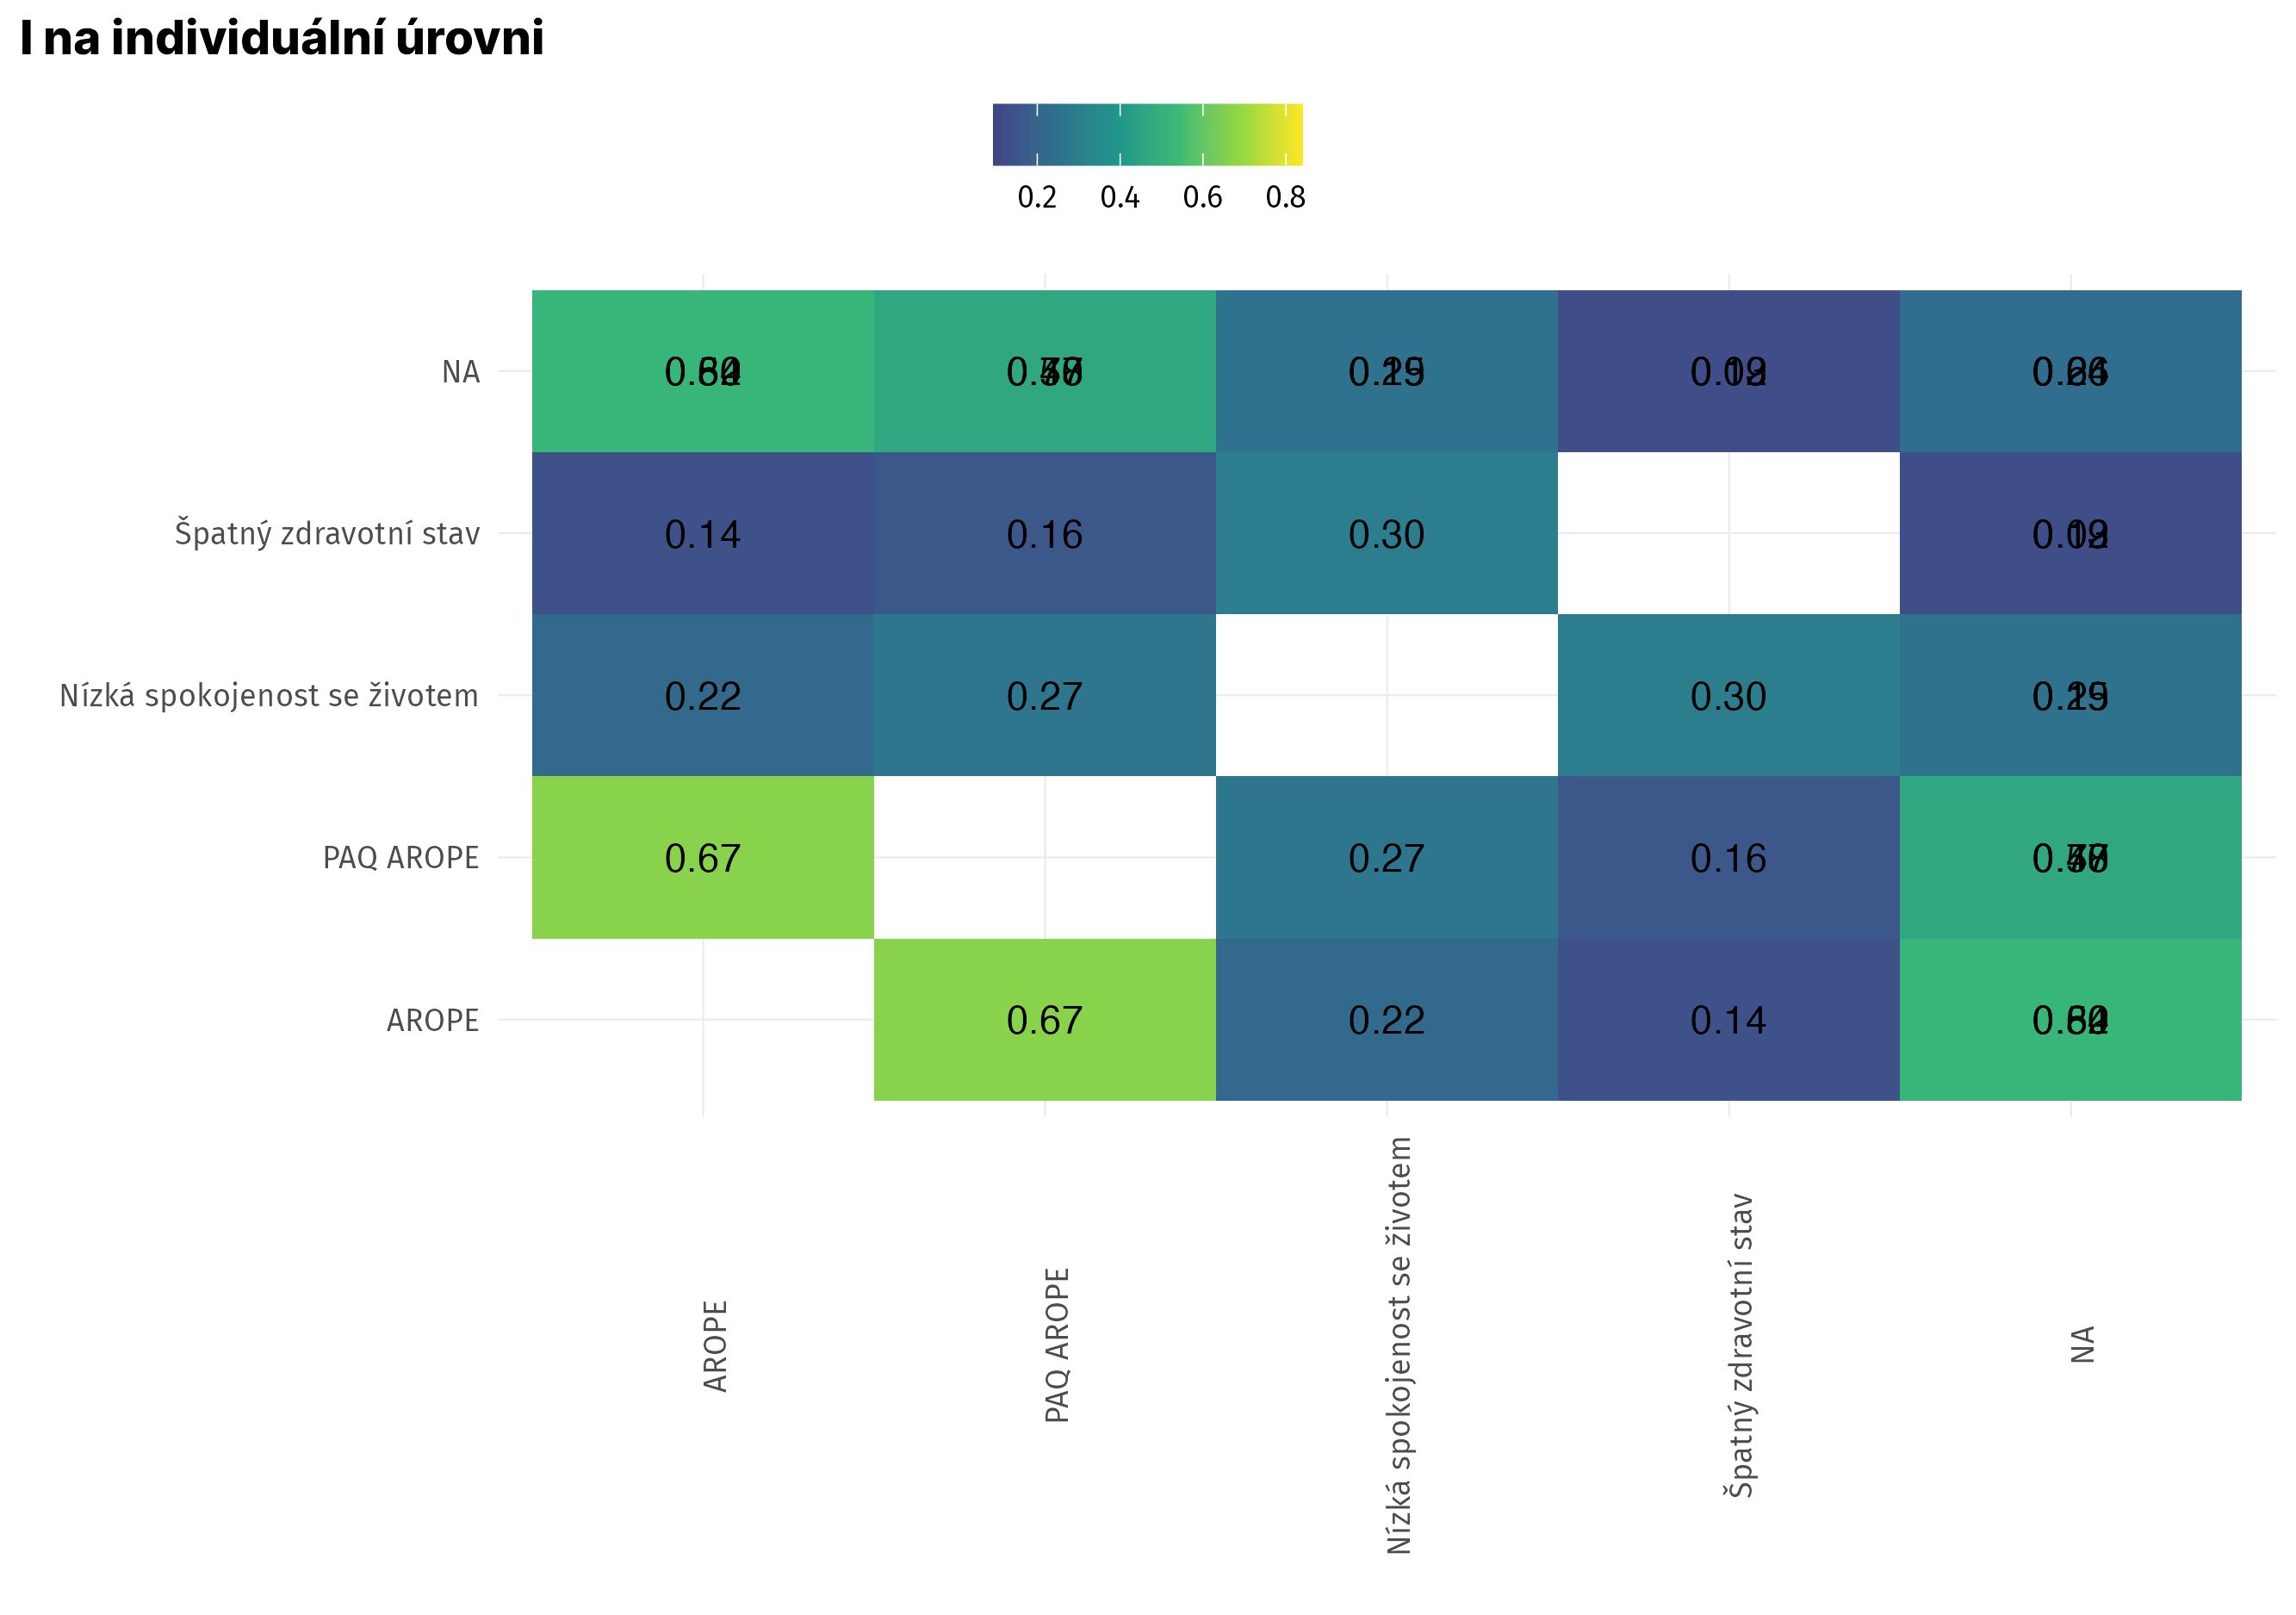 I na individuální úrovni
0.2 0.4 0.6 0.8
NA
Špatný zdravotní stav 0.14 0.16 0.30
Nízká spokojenost se životem 0.22 0.27 0.30
PAQ AROPE 0.67 0.27 0.16
AROPE 0.67 0.22 0.14
AROPE
PAQ AROPE
Nízká spokojenost se životem
Špatný zdravotní stav
NA